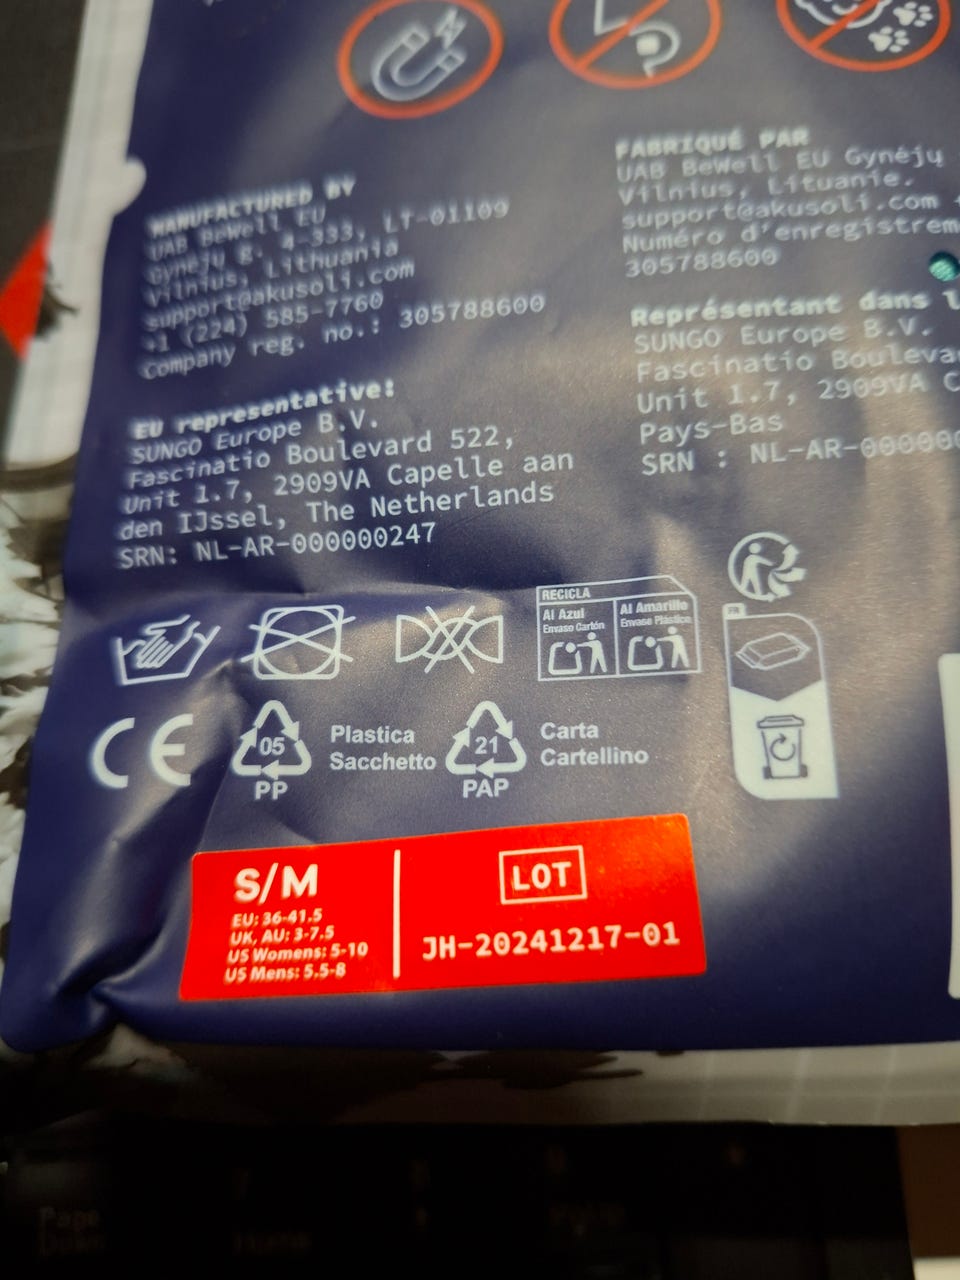 MANUFACTURED BY
UAB BeWell EU
Gynėjų g. 4-333, LT-01109
Vilnius, Lithuania
support@akusoli.com
+1 (224) 585-7760
Company reg. no.: 305788600
EU representative:
SUNGO Europe B.V.
Fascinatio Boulevard 522,
Unit 1.7, 2909VA Capelle aan
den IJssel, The Netherlands
SRN: NL-AR-000000247
FABRIQUÉ PAR
UAB BeWell EU Gynėjų
Vilnius, Lituanie.
support@akusoli.com
Numéro d'enregistrem
305788600
Représentant dans l
SUNGO Europe B.V.
Fascinatio Bouleva
Unit 1.7, 2909VA C
Pays-Bas
SRN : NL-AR-000000
RECICLA
Al Azul
Envase Cartón
Al Amarillo
Envase Plástico
FR
CE
05
PP
Plastica
Sacchetto
21
PAP
Carta
Cartellino
S/M
EU: 36-41.5
UK, AU: 3-7.5
US Womens: 5-10
US Mens: 5.5-8
LOT
JH-20241217-01
Page
Down